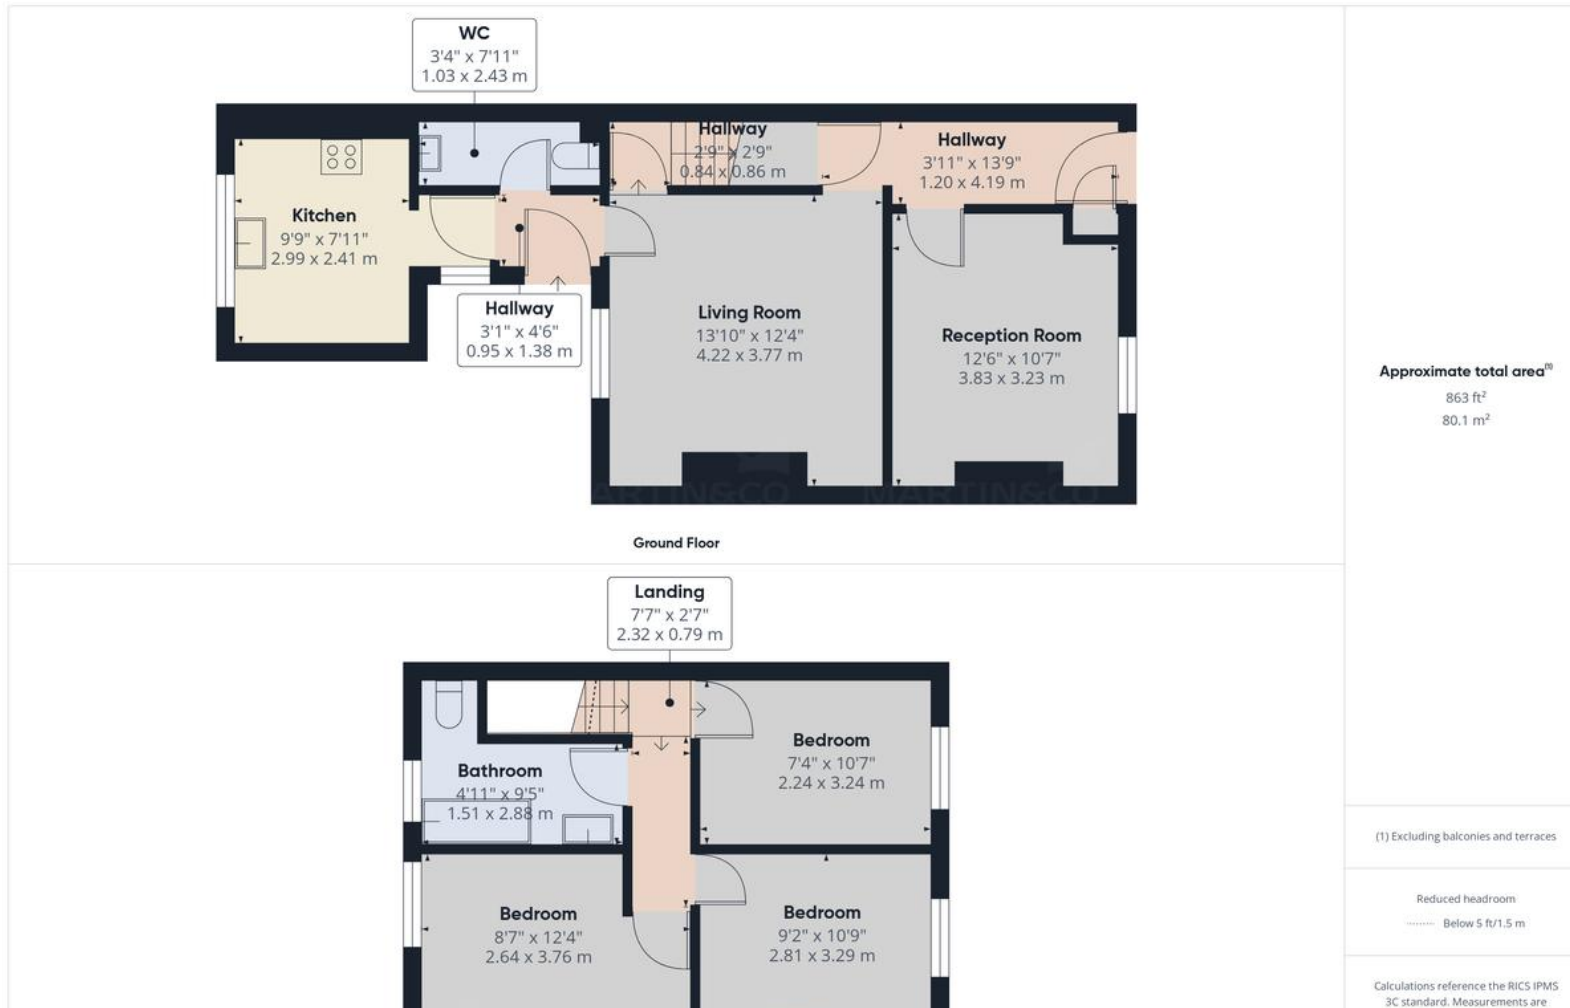 WC
3'4" x 7'11"
1.03 x 2.43 m
Hallway
2'9" x 2'9"
0.84 x 0.86 m
Hallway
3'11" x 13'9"
1.20 x 4.19 m
Kitchen
9'9" x 7'11"
2.99 x 2.41 m
Hallway
3'1" x 4'6"
0.95 x 1.38 m
Living Room
13'10" x 12'4"
4.22 x 3.77 m
Reception Room
12'6" x 10'7"
3.83 x 3.23 m
MARTIN&CO
MARTIN&CO
Ground Floor
Landing
7'7" x 2'7"
2.32 x 0.79 m
Bathroom
4'11" x 9'5"
1.51 x 2.88 m
Bedroom
7'4" x 10'7"
2.24 x 3.24 m
Bedroom
8'7" x 12'4"
2.64 x 3.76 m
Bedroom
9'2" x 10'9"
2.81 x 3.29 m
Approximate total area(1)
863 ft²
80.1 m²
(1) Excluding balconies and terraces
Reduced headroom
Below 5 ft/1.5 m
Calculations reference the RICS IPMS
3C standard. Measurements are